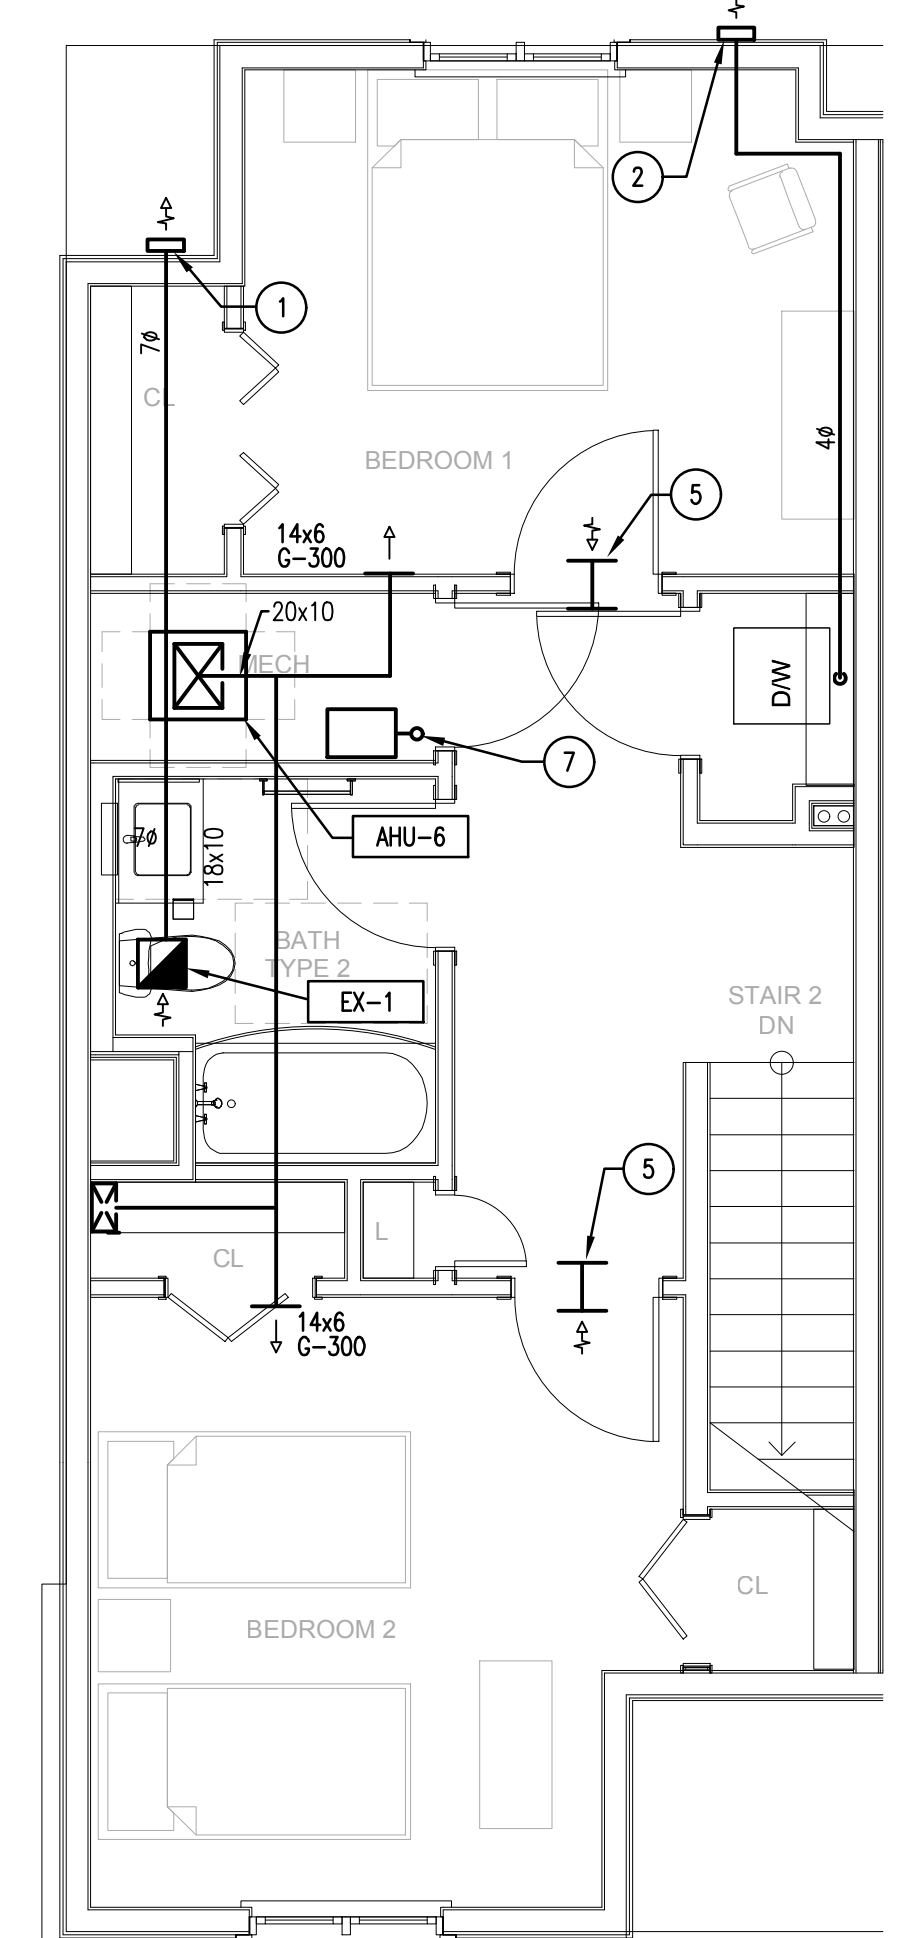 2
1
7ø
CL
4ø
BEDROOM 1
5
14x6
G-300
20x10
MECH
D/W
7
AHU-6
7ø
18x10
BATH
TYPE 2
EX-1
STAIR 2
DN
5
L
CL
14x6
G-300
CL
BEDROOM 2